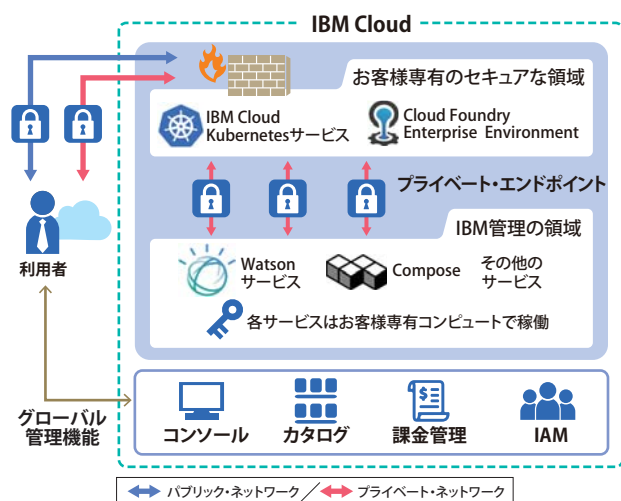 IBM Cloud
お客様専有のセキュアな領域
IBM Cloud
Kubernetesサービス
Cloud Foundry
Enterprise Environment
プライベート・エンドポイント
IBM管理の領域
Watson
サービス
Compose
その他の
サービス
各サービスはお客様専有コンピュートで稼働
利用者
グローバル
管理機能
コンソール
カタログ
課金管理
IAM
パブリック・ネットワーク／プライベート・ネットワーク